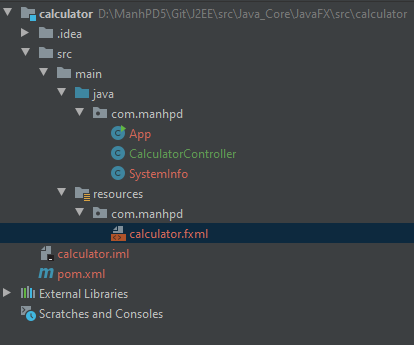 calculator D:\ManhPD5\Git\J2EE\src\Java_Core\JavaFX\src\calculator
.idea
src
main
java
com.manhpd
App
CalculatorController
SystemInfo
resources
com.manhpd
calculator.fxml
calculator.iml
pom.xml
External Libraries
Scratches and Consoles